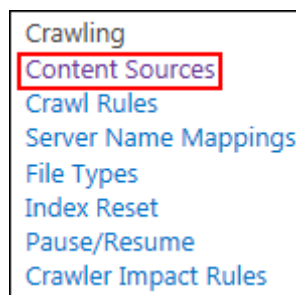 Crawling
Content Sources
Crawl Rules
Server Name Mappings
File Types
Index Reset
Pause/Resume
Crawler Impact Rules